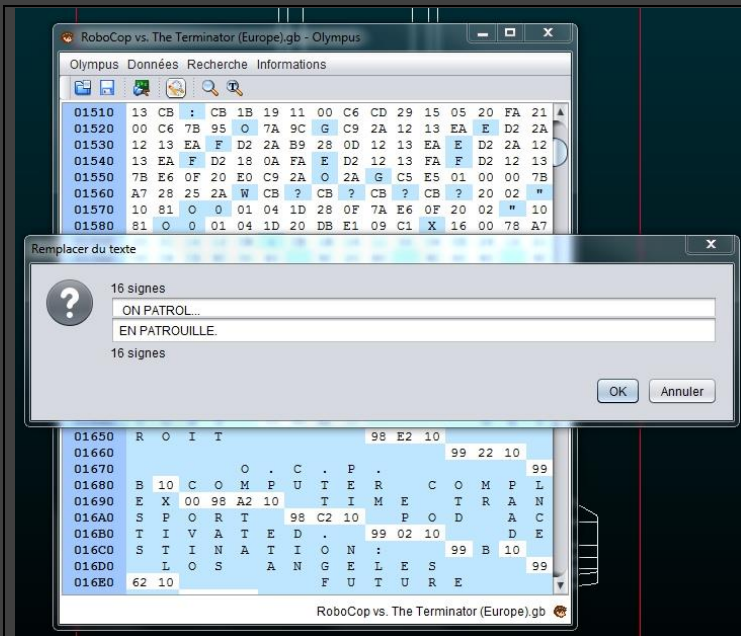 RoboCop vs. The Terminator (Europe).gb - Olympus
Olympus Données Recherche Informations
01510 13 CB : CB 1B 19 11 00 C6 CD 29 15 05 20 FA 21
01520 00 C6 7B 95 O 7A 9C G C9 2A 12 13 EA E D2 2A
01530 12 13 EA F D2 2A B9 28 0D 12 13 EA E D2 2A 12
01540 13 EA F D2 18 0A FA E D2 12 13 FA F D2 12 13
01550 7B E6 0F 20 E0 C9 2A O 2A G C5 E5 01 00 00 7B
01560 A7 28 25 2A W CB ? CB ? CB ? CB ? 20 02 "
01570 10 81 O 0 01 04 1D 28 0F 7A E6 0F 20 02 " 10
01580 81 O 0 01 04 1D 20 DB E1 09 C1 X 16 00 78 A7
Remplacer du texte
16 signes
ON PATROL...
EN PATROUILLE.
16 signes
OK Annuler
01650 R O I T 98 E2 10
01660 99 22 10
01670 O . C . P . 99
01680 B 10 C O M P U T E R C O M P L
01690 E X 00 98 A2 10 T I M E T R A N
016A0 S P O R T 98 C2 10 P O D A C
016B0 T I V A T E D . 99 02 10 D E
016C0 S T I N A T I O N : 99 B 10
016D0 L O S A N G E L E S 99
016E0 62 10 F U T U R E
RoboCop vs. The Terminator (Europe).gb